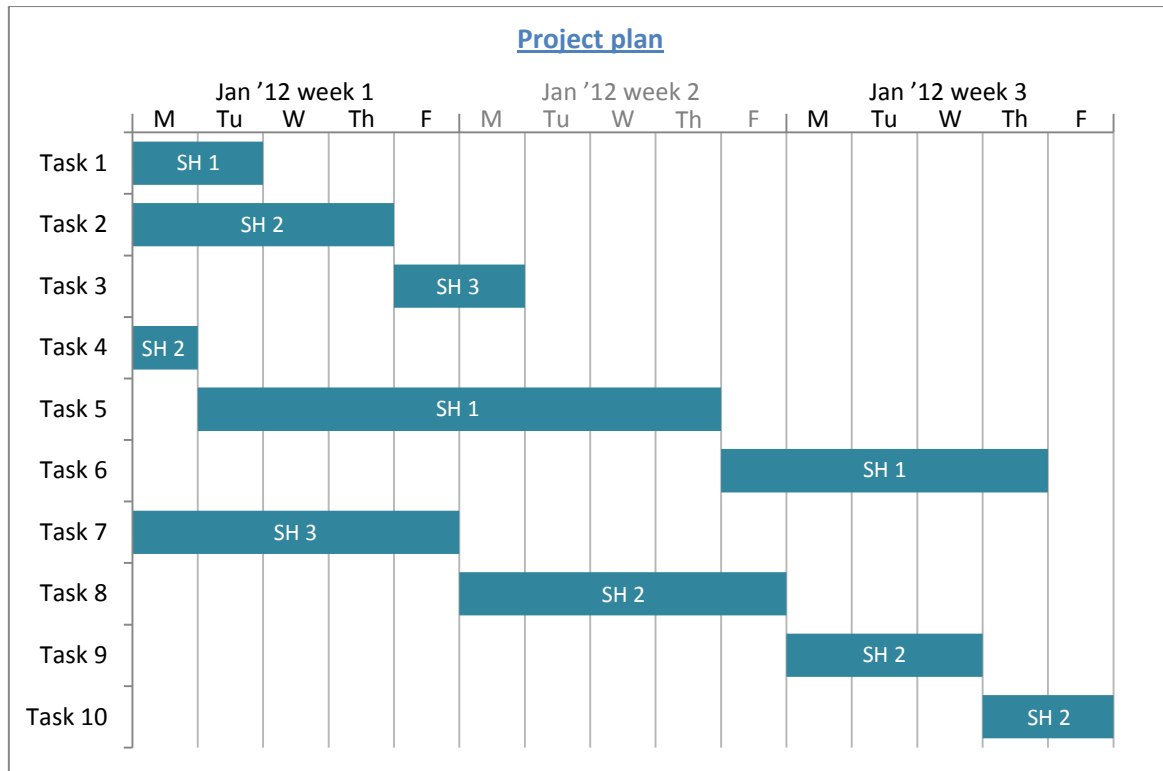 Project plan
Jan ’12 week 1 Jan ’12 week 2 Jan ’12 week 3
M Tu W Th F M Tu W Th F M Tu W Th F
Task 1 SH 1
Task 2 SH 2
Task 3 SH 3
Task 4 SH 2
Task 5 SH 1
Task 6 SH 1
Task 7 SH 3
Task 8 SH 2
Task 9 SH 2
Task 10 SH 2